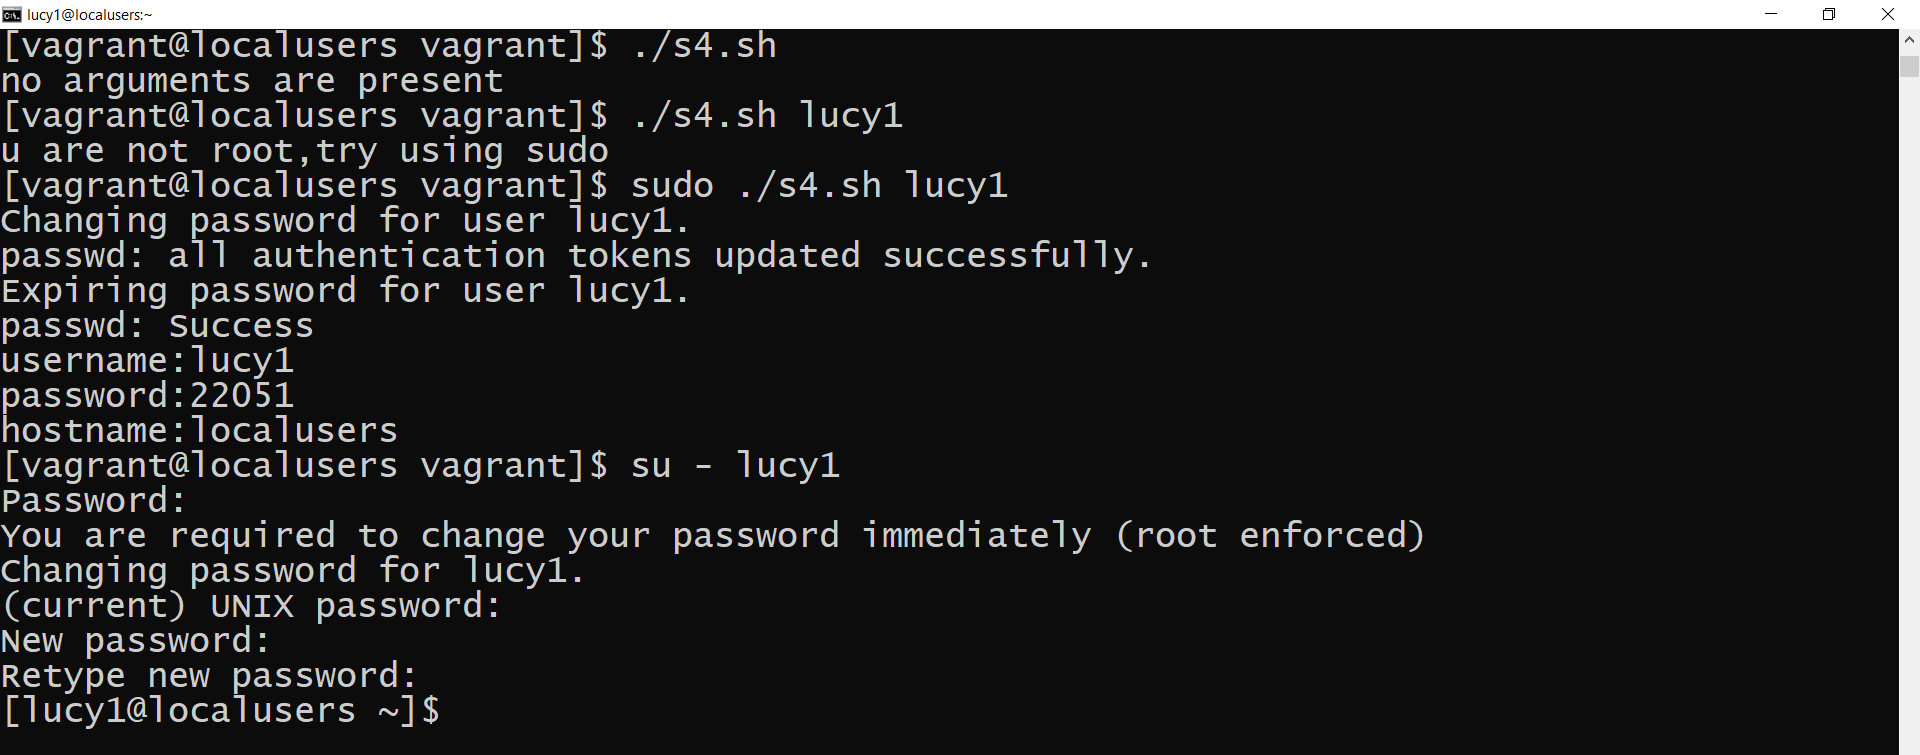 lucy1@localusers:~
[vagrant@localusers vagrant]$ ./s4.sh
no arguments are present
[vagrant@localusers vagrant]$ ./s4.sh lucy1
u are not root,try using sudo
[vagrant@localusers vagrant]$ sudo ./s4.sh lucy1
Changing password for user lucy1.
passwd: all authentication tokens updated successfully.
Expiring password for user lucy1.
passwd: Success
username:lucy1
password:22051
hostname:localusers
[vagrant@localusers vagrant]$ su - lucy1
Password:
You are required to change your password immediately (root enforced)
Changing password for lucy1.
(current) UNIX password:
New password:
Retype new password:
[lucy1@localusers ~]$